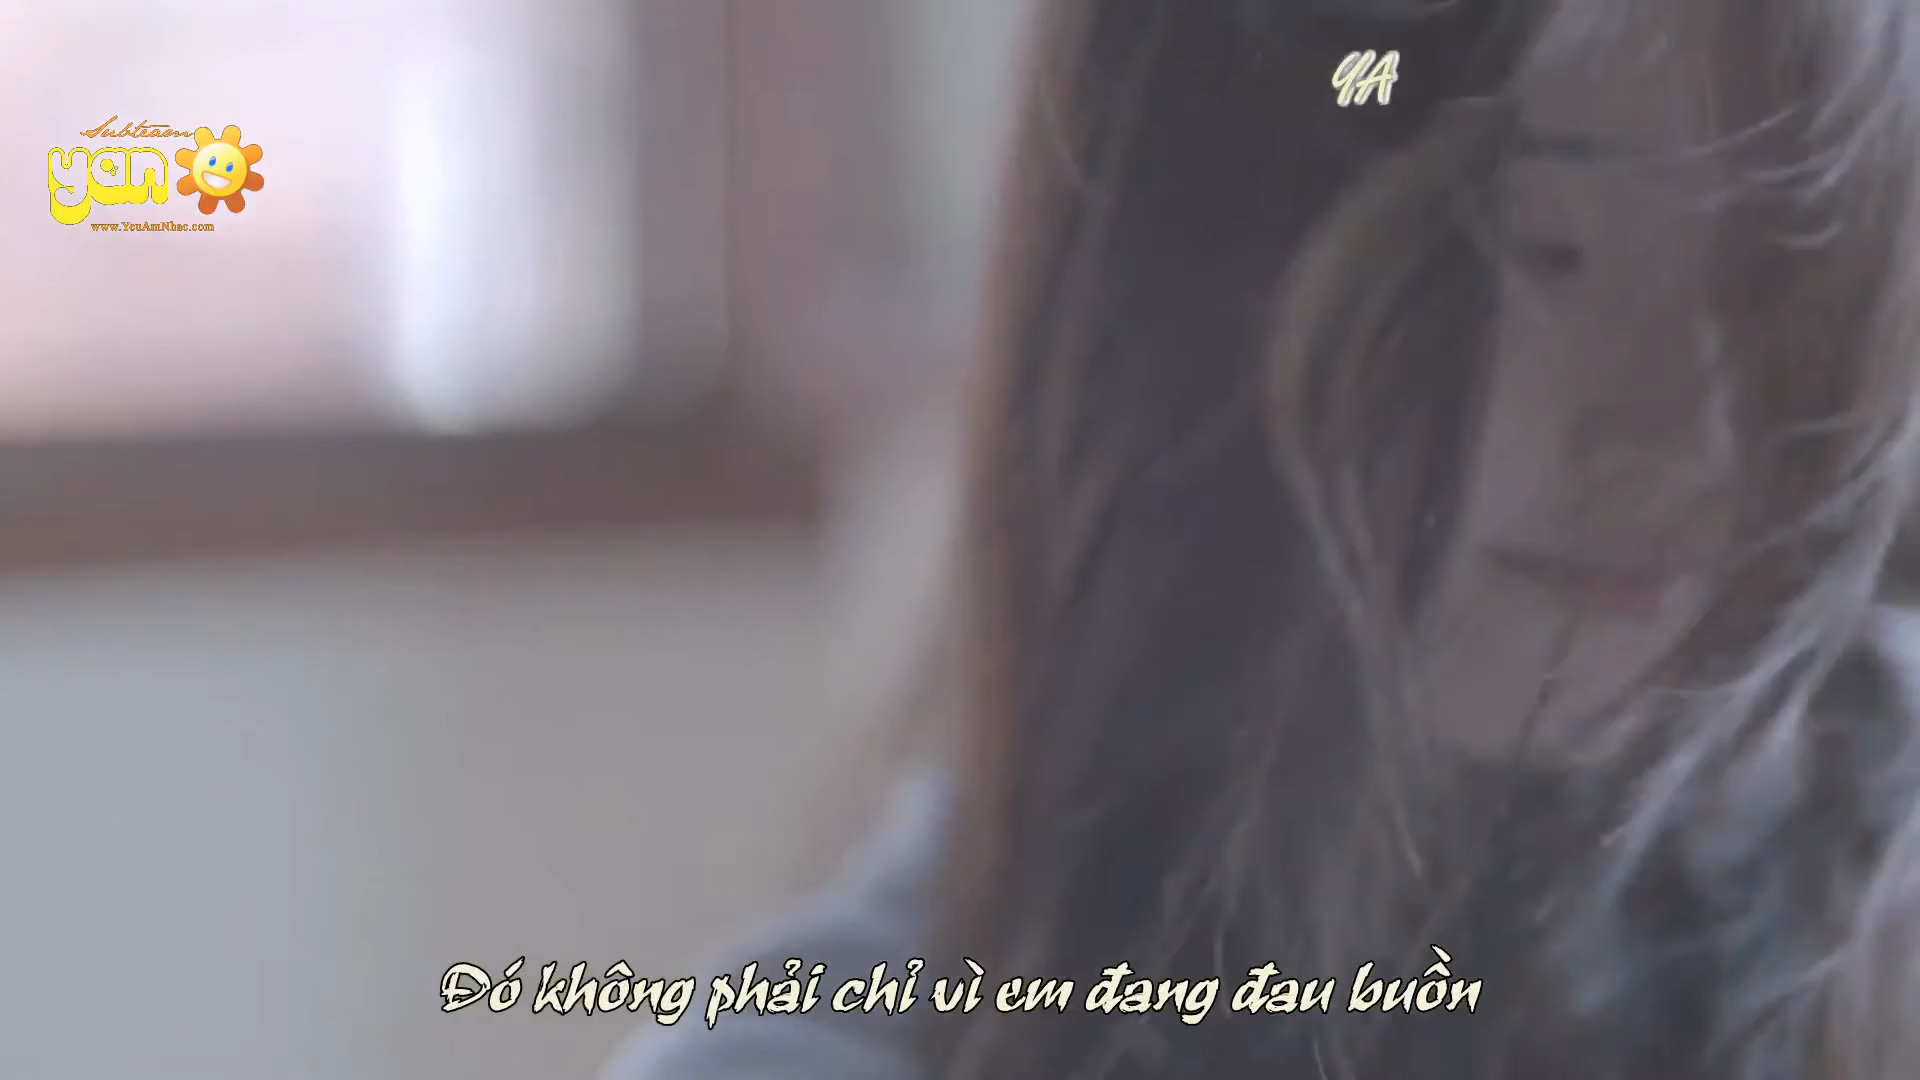 YA
Subteam
yan
www.YeuAmNhac.com
Đó không phải chỉ vì em đang đau buồn